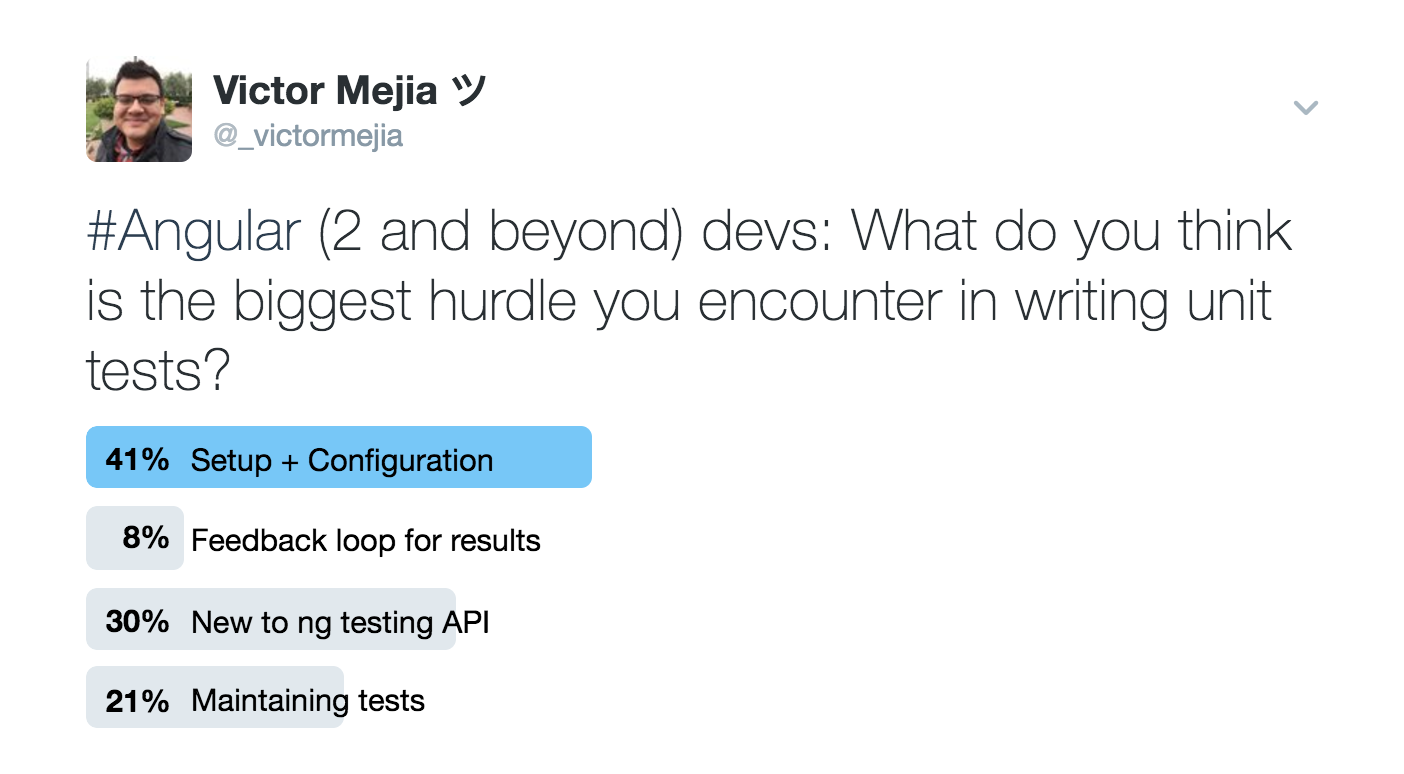 Victor Mejia ツ
@_victormejia
#Angular (2 and beyond) devs: What do you think
is the biggest hurdle you encounter in writing unit
tests?
41% Setup + Configuration
8% Feedback loop for results
30% New to ng testing API
21% Maintaining tests